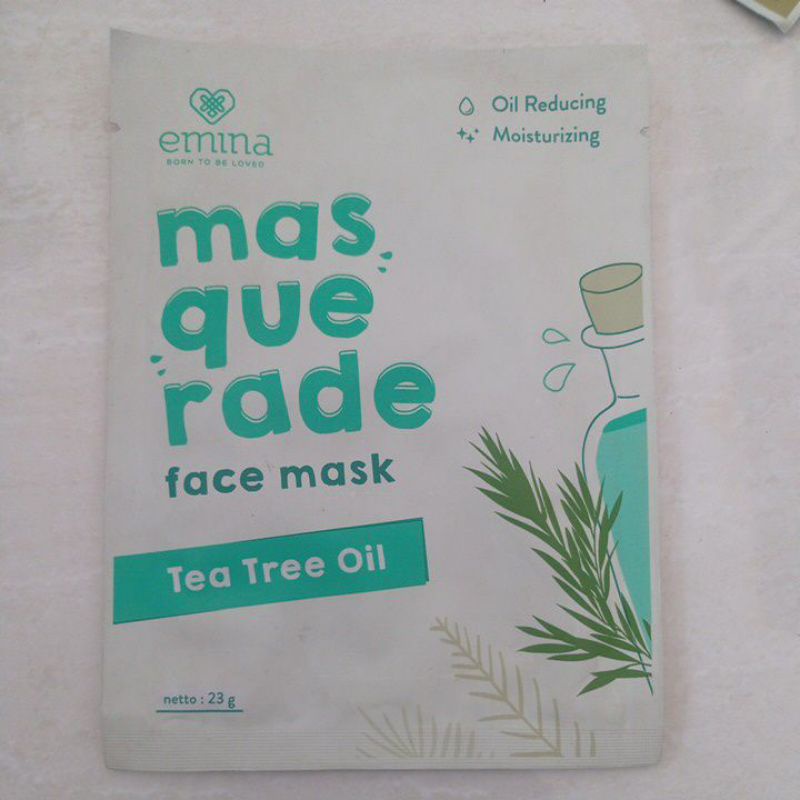 emina
BORN TO BE LOVED
Oil Reducing
Moisturizing
mas
que
rade
face mask
Tea Tree Oil
netto : 23 g